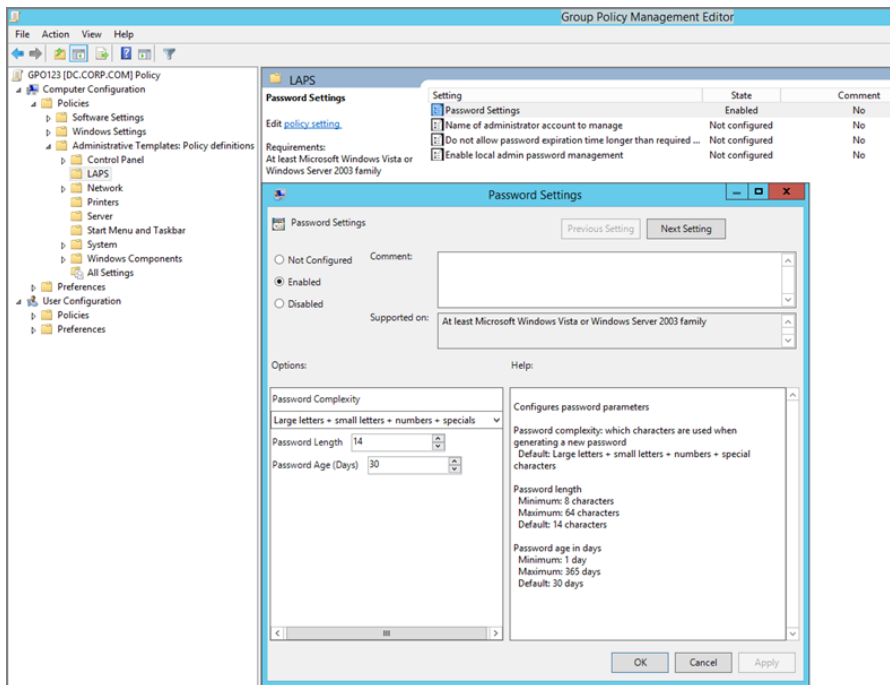 Group Policy Management Editor
File Action View Help
GPO123 [DC.CORP.COM] Policy
Computer Configuration
Policies
Software Settings
Windows Settings
Administrative Templates: Policy definitions
Control Panel
LAPS
Network
Printers
Server
Start Menu and Taskbar
System
Windows Components
All Settings
Preferences
User Configuration
Policies
Preferences
LAPS
Password Settings
Edit policy setting
Requirements:
At least Microsoft Windows Vista or
Windows Server 2003 family
Setting State Comment
Password Settings Enabled No
Name of administrator account to manage Not configured No
Do not allow password expiration time longer than required ... Not configured No
Enable local admin password management Not configured No
Password Settings
Password Settings
Previous Setting Next Setting
Not Configured Comment:
Enabled
Disabled
Supported on: At least Microsoft Windows Vista or Windows Server 2003 family
Options: Help:
Password Complexity
Large letters + small letters + numbers + specials
Password Length 14
Password Age (Days) 30
Configures password parameters
Password complexity: which characters are used when
generating a new password
Default: Large letters + small letters + numbers + special
characters
Password length
Minimum: 8 characters
Maximum: 64 characters
Default: 14 characters
Password age in days
Minimum: 1 day
Maximum: 365 days
Default: 30 days
OK Cancel Apply